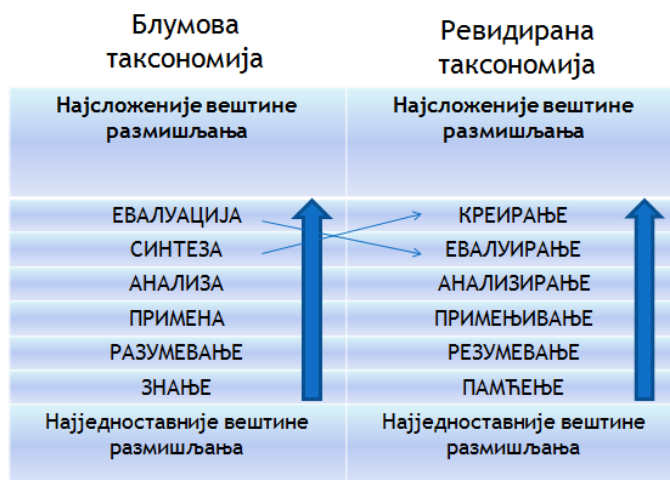 Блумова
таксономија
Ревидирана
таксономија
Најсложеније вештине
размишљања
Најсложеније вештине
размишљања
ЕВАЛУАЦИЈА
КРЕИРАЊЕ
СИНТЕЗА
ЕВАЛУИРАЊЕ
АНАЛИЗА
АНАЛИЗИРАЊЕ
ПРИМЕНА
ПРИМЕЊИВАЊЕ
РАЗУМЕВАЊЕ
РЕЗУМЕВАЊЕ
ЗНАЊЕ
ПАМЋЕЊЕ
Најједноставније вештине
размишљања
Најједноставније вештине
размишљања